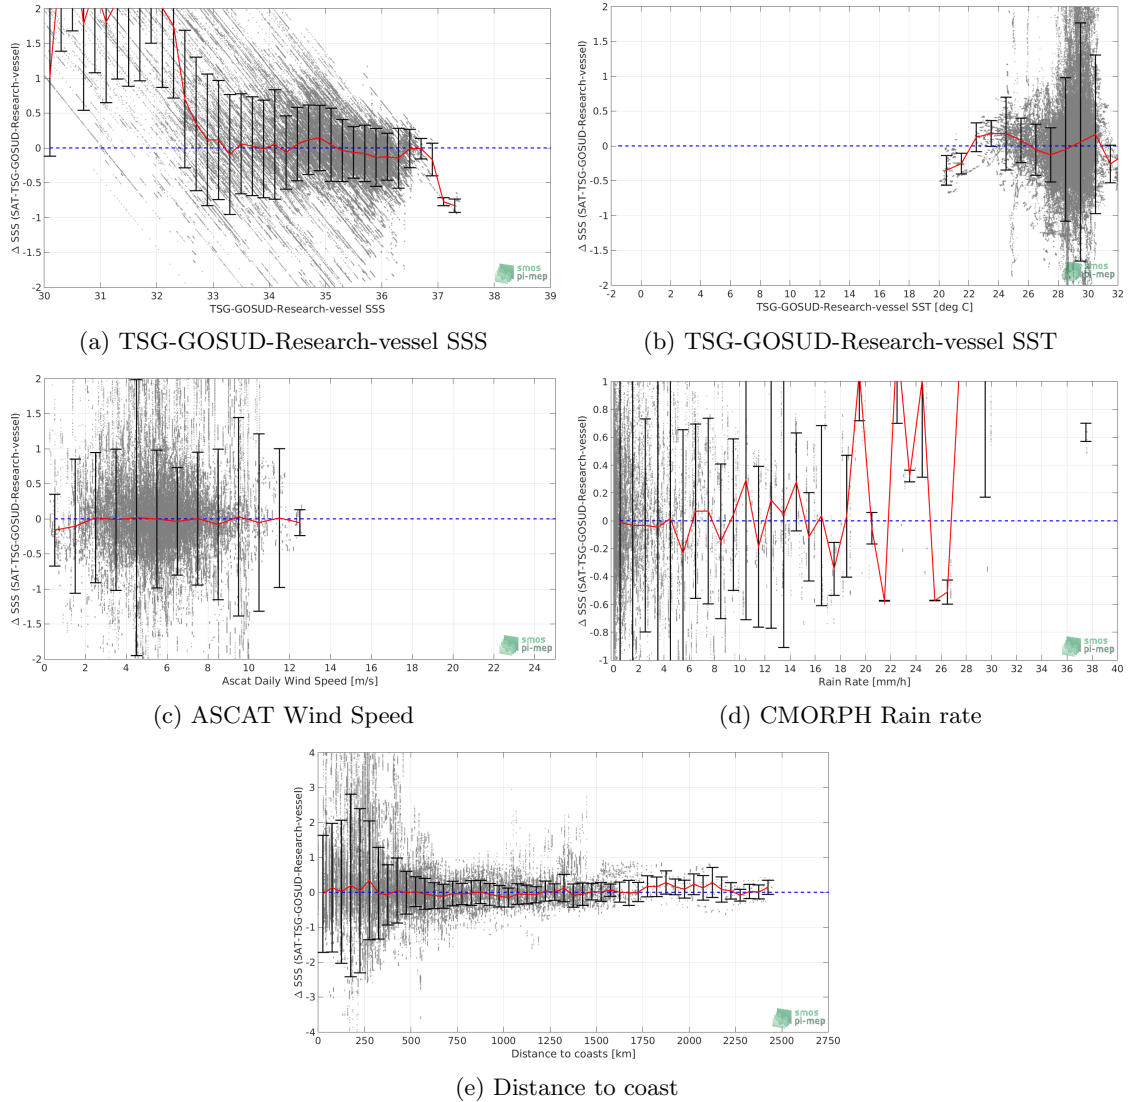 2
1.5
1
0.5
0
-0.5
-1
-1.5
-2
Δ SSS (SAT-TSG-GOSUD-Research-vessel)
30 31 32 33 34 35 36 37 38 39
TSG-GOSUD-Research-vessel SSS
smos
pi-mep
(a) TSG-GOSUD-Research-vessel SSS
2
1.5
1
0.5
0
-0.5
-1
-1.5
-2
Δ SSS (SAT-TSG-GOSUD-Research-vessel)
-2 0 2 4 6 8 10 12 14 16 18 20 22 24 26 28 30 32
TSG-GOSUD-Research-vessel SST [deg C]
smos
pi-mep
(b) TSG-GOSUD-Research-vessel SST
2
1.5
1
0.5
0
-0.5
-1
-1.5
-2
Δ SSS (SAT-TSG-GOSUD-Research-vessel)
0 2 4 6 8 10 12 14 16 18 20 22 24
Ascat Daily Wind Speed [m/s]
smos
pi-mep
(c) ASCAT Wind Speed
1
0.8
0.6
0.4
0.2
0
-0.2
-0.4
-0.6
-0.8
-1
Δ SSS (SAT-TSG-GOSUD-Research-vessel)
0 2 4 6 8 10 12 14 16 18 20 22 24 26 28 30 32 34 36 38 40
Rain Rate [mm/h]
smos
pi-mep
(d) CMORPH Rain rate
4
3
2
1
0
-1
-2
-3
-4
Δ SSS (SAT-TSG-GOSUD-Research-vessel)
0 250 500 750 1000 1250 1500 1750 2000 2250 2500 2750
Distance to coasts [km]
smos
pi-mep
(e) Distance to coast